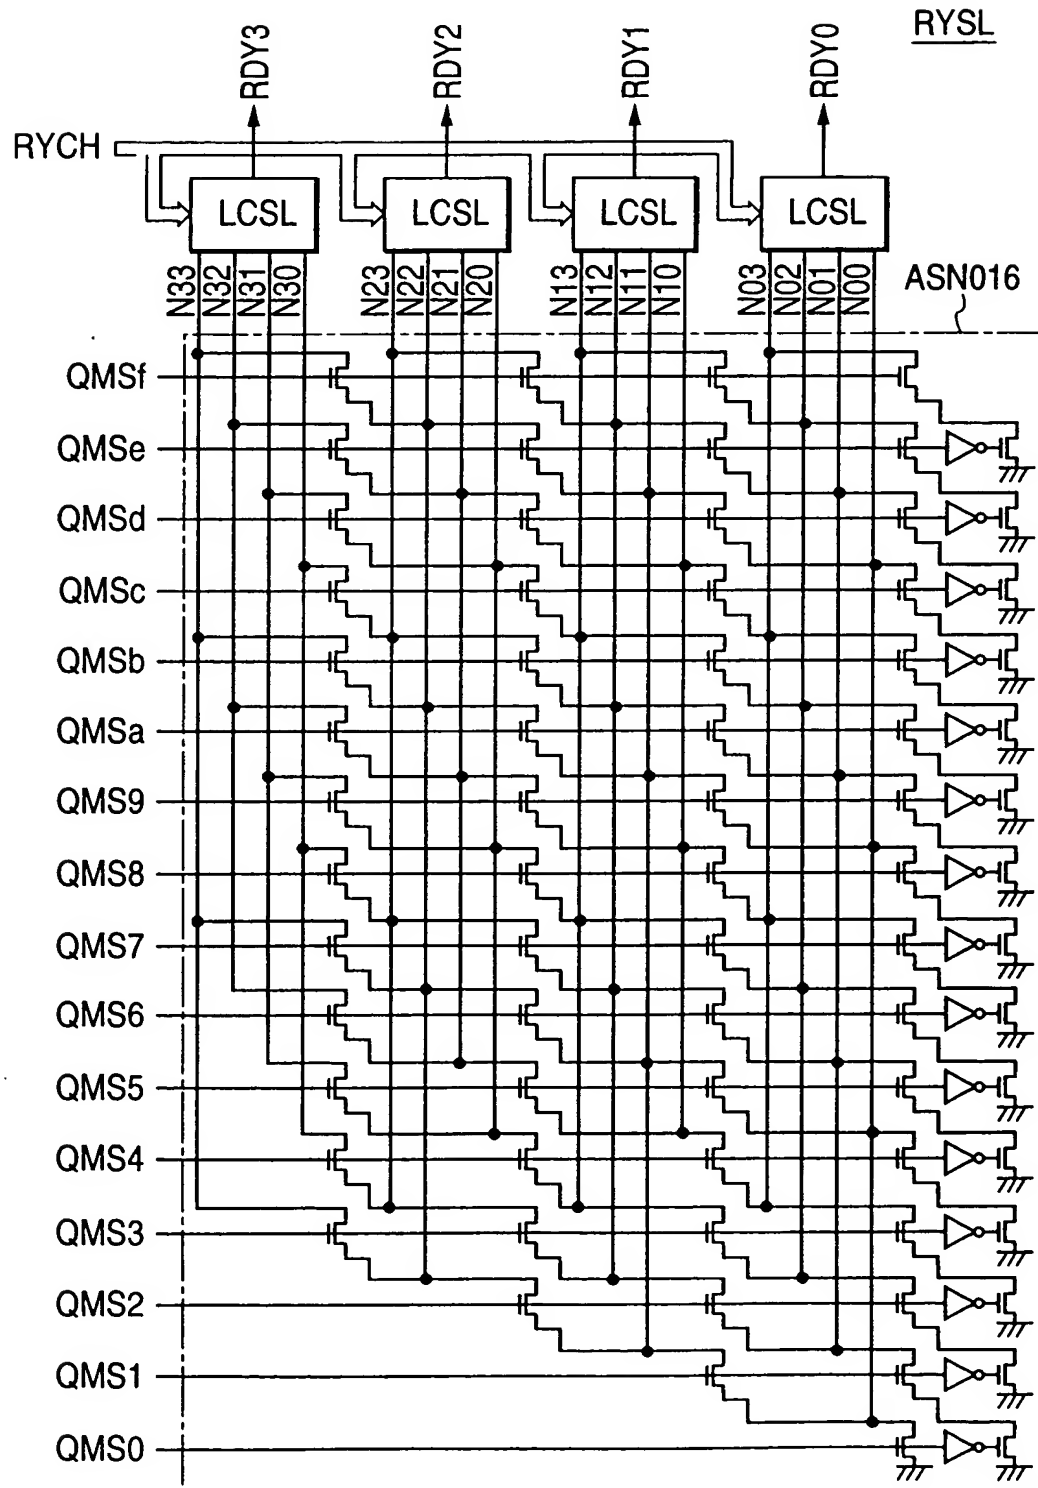 RDY3
RDY2
RDY1
RDY0
RYSL
RYCH
LCSL
LCSL
LCSL
LCSL
N33
N32
N31
N30
N23
N22
N21
N20
N13
N12
N11
N10
N03
N02
N01
N00
ASN016
QMSf
QMSe
QMSd
QMSc
QMSb
QMSa
QMS9
QMS8
QMS7
QMS6
QMS5
QMS4
QMS3
QMS2
QMS1
QMS0